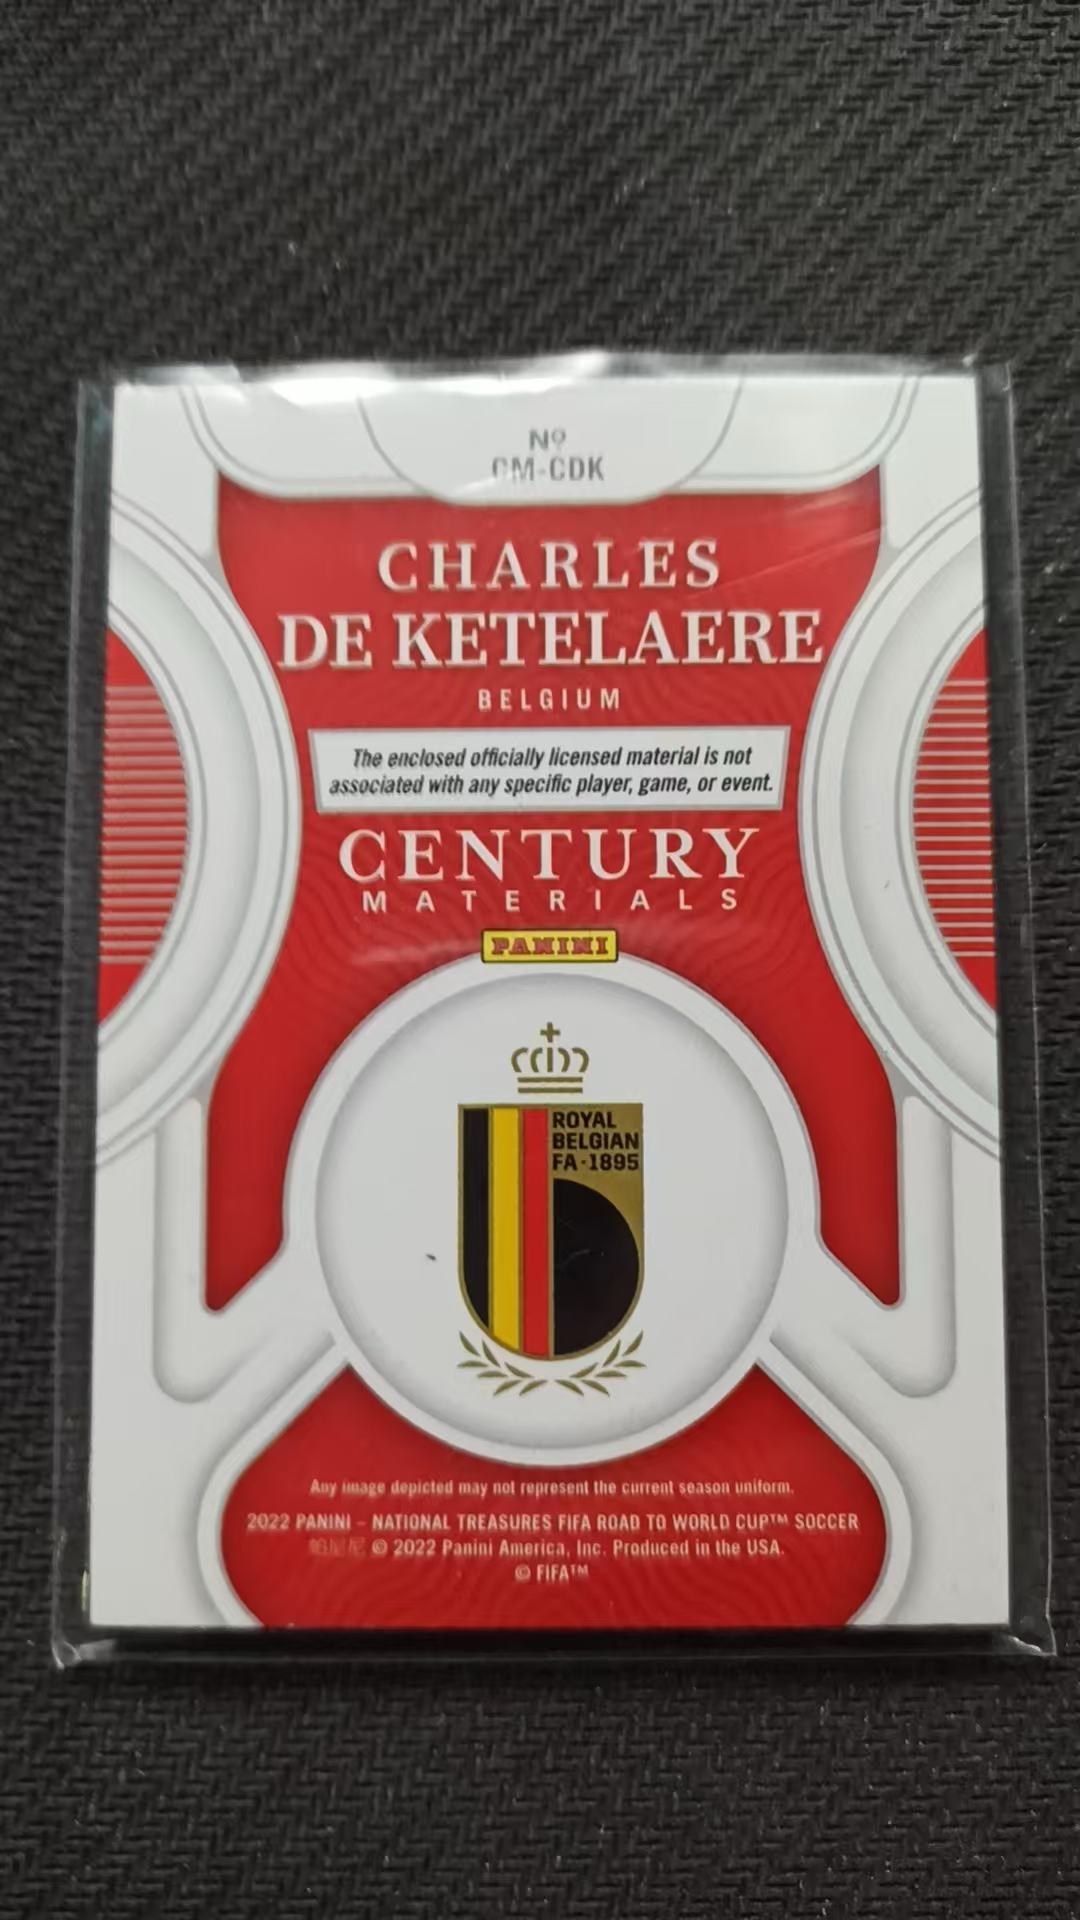 Nº
CM-CDK
CHARLES
DE KETELAERE
BELGIUM
The enclosed officially licensed material is not
associated with any specific player, game, or event.
CENTURY
MATERIALS
PANINI
ROYAL
BELGIAN
FA·1895
Any image depicted may not represent the current season uniform.
2022 PANINI – NATIONAL TREASURES FIFA ROAD TO WORLD CUP™ SOCCER
帕尼尼 © 2022 Panini America, Inc. Produced in the USA.
© FIFA™